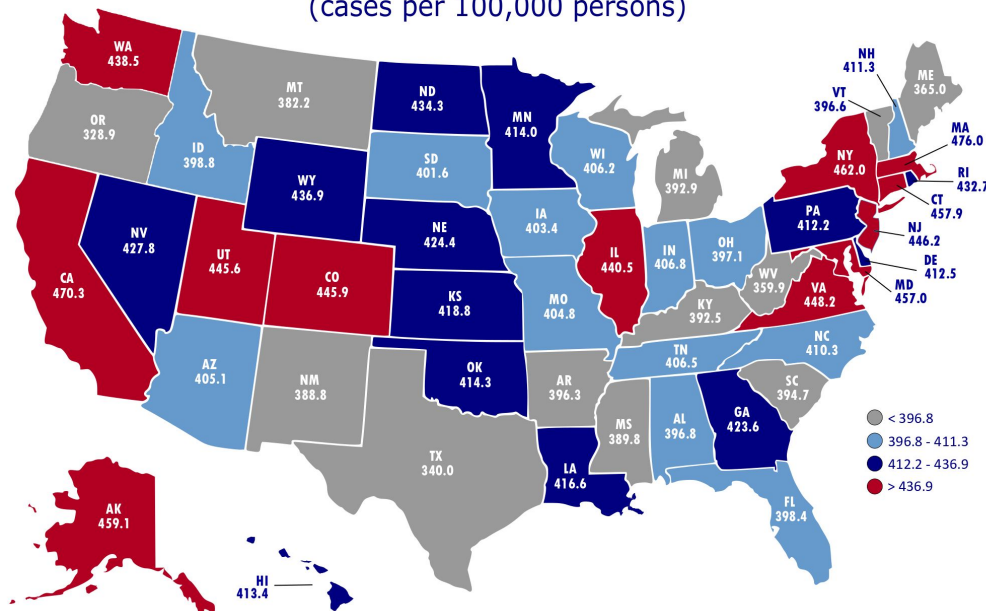 (cases per 100,000 persons)
WA
438.5
MT
382.2
ND
434.3
MN
414.0
NH
411.3
ME
365.0
VT
396.6
OR
328.9
ID
398.8
SD
401.6
WI
406.2
MI
392.9
NY
462.0
MA
476.0
RI
432.7
CT
457.9
WY
436.9
IA
403.4
NE
424.4
PA
412.2
NJ
446.2
NV
427.8
UT
445.6
CO
445.9
IL
440.5
IN
406.8
OH
397.1
DE
412.5
MD
457.0
CA
470.3
KS
418.8
MO
404.8
WV
359.9
KY
392.5
VA
448.2
AZ
405.1
NM
388.8
OK
414.3
AR
396.3
TN
406.5
NC
410.3
SC
394.7
MS
389.8
AL
396.8
GA
423.6
TX
340.0
LA
416.6
FL
398.4
< 396.8
396.8 - 411.3
412.2 - 436.9
> 436.9
AK
459.1
HI
413.4